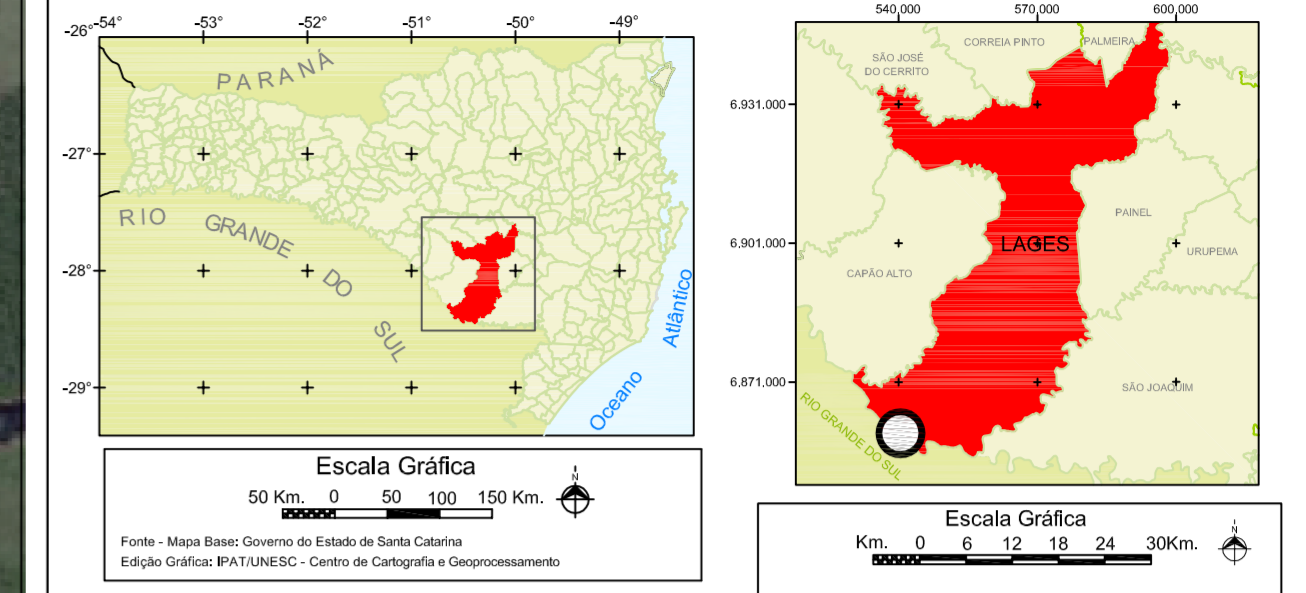 -54° -53° -52° -51° -50° -49°
-26°
-27°
-28°
-29°
PARANÁ
RIO GRANDE DO SUL
Oceano Atlântico
Escala Gráfica
50 Km. 0 50 100 150 Km.
N
Fonte - Mapa Base: Governo do Estado de Santa Catarina
Edição Gráfica: IPAT/UNESC - Centro de Cartografia e Geoprocessamento
540,000 570,000 600,000
6,931,000
6,901,000
6,871,000
CORREIA PINTO
PALMEIRA
SÃO JOSÉ
DO CERRITO
PAINEL
LAGES
URUPEMA
CAPÃO ALTO
SÃO JOAQUIM
RIO GRANDE DO SUL
Escala Gráfica
Km. 0 6 12 18 24 30Km.
N